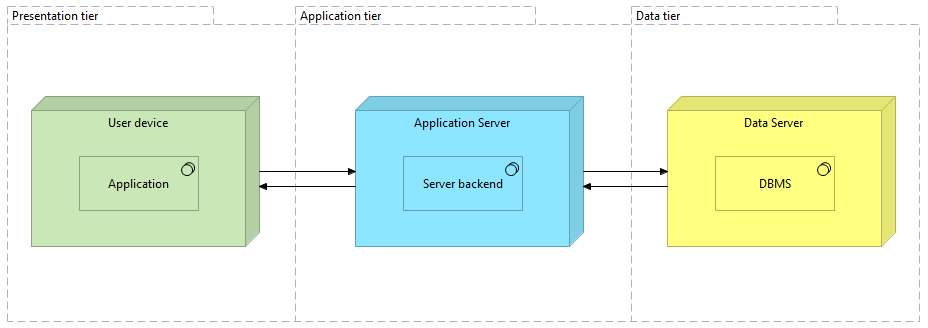 Presentation tier
Application tier
Data tier
User device
Application Server
Data Server
Application
Server backend
DBMS